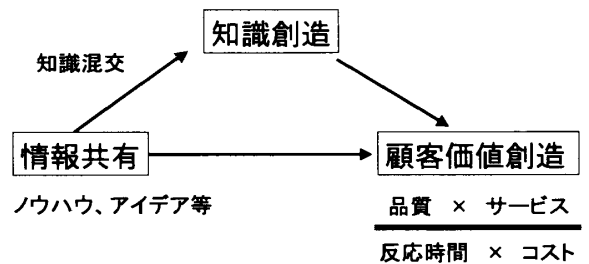 知識創造
知識混交
情報共有
顧客価値創造
ノウハウ、アイデア等
品質 × サービス
反応時間 × コスト